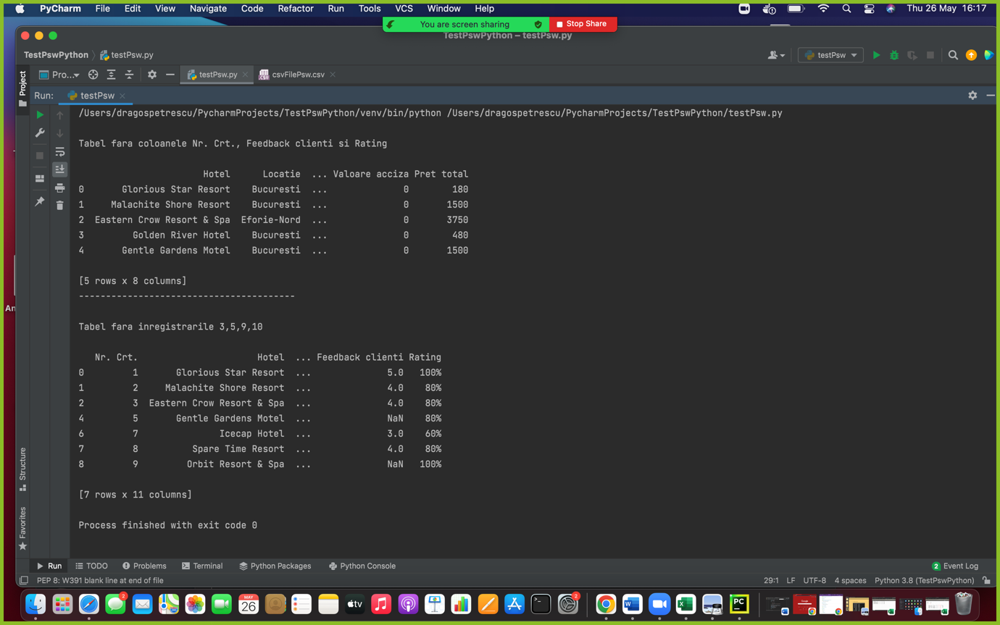 PyCharm File Edit View Navigate Code Refactor Run Tools VCS Window Help Thu 26 May 16:17
You are screen sharing Stop Share
TestPswPython – testPsw.py
TestPswPython testPsw.py testPsw
Project Pro... testPsw.py csvFilePsw.csv
Run: testPsw
/Users/dragospetrescu/PycharmProjects/TestPswPython/venv/bin/python /Users/dragospetrescu/PycharmProjects/TestPswPython/testPsw.py
Tabel fara coloanele Nr. Crt., Feedback clienti si Rating
Hotel Locatie ... Valoare acciza Pret total
0 Glorious Star Resort Bucuresti ... 0 180
1 Malachite Shore Resort Bucuresti ... 0 1500
2 Eastern Crow Resort & Spa Eforie-Nord ... 0 3750
3 Golden River Hotel Bucuresti ... 0 480
4 Gentle Gardens Motel Bucuresti ... 0 1500
[5 rows x 8 columns]
----------------------------------------
An
Tabel fara inregistrarile 3,5,9,10
Nr. Crt. Hotel ... Feedback clienti Rating
0 1 Glorious Star Resort ... 5.0 100%
1 2 Malachite Shore Resort ... 4.0 80%
2 3 Eastern Crow Resort & Spa ... 4.0 80%
4 5 Gentle Gardens Motel ... NaN 80%
6 7 Icecap Hotel ... 3.0 60%
7 8 Spare Time Resort ... 4.0 80%
8 9 Orbit Resort & Spa ... NaN 100%
[7 rows x 11 columns]
Process finished with exit code 0
Structure
Favorites
Run TODO Problems Terminal Python Packages Python Console 2 Event Log
PEP 8: W391 blank line at end of file 29:1 LF UTF-8 4 spaces Python 3.8 (TestPswPython)
2 MAY 26 tv 2 W X PC